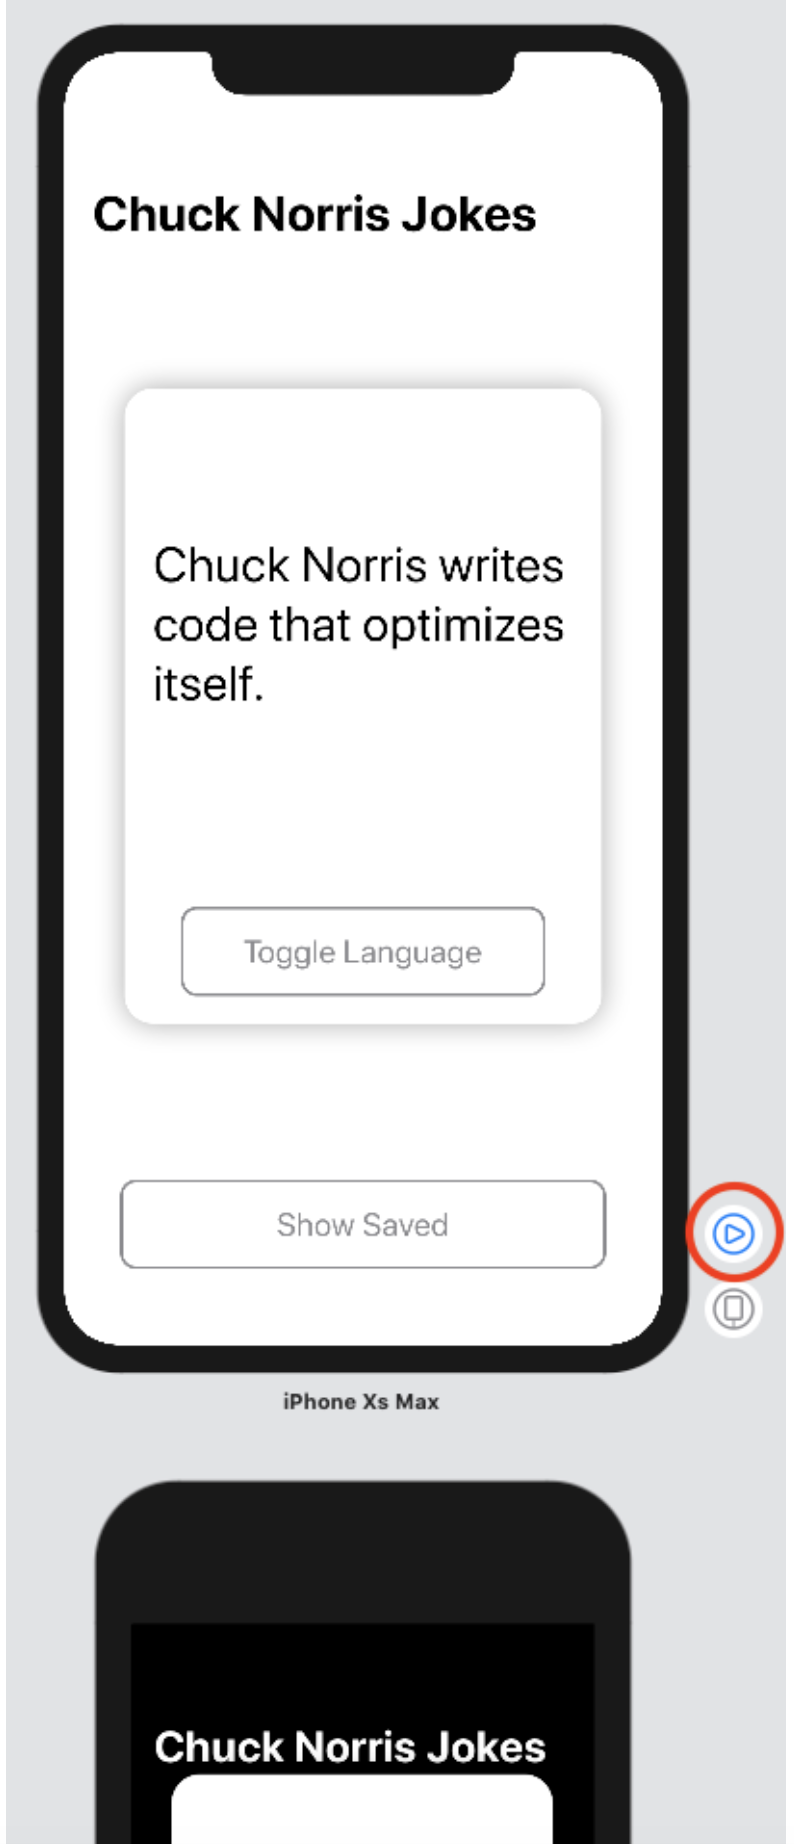 Chuck Norris Jokes
Chuck Norris writes
code that optimizes
itself.
Toggle Language
Show Saved
iPhone Xs Max
Chuck Norris Jokes